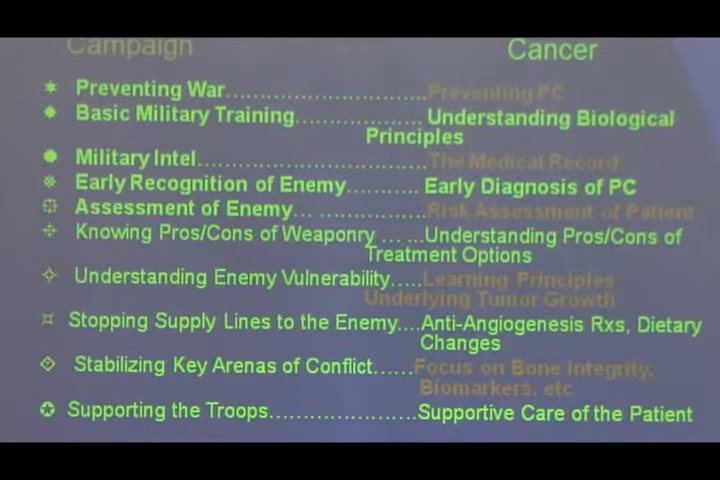 Campaign Cancer
Preventing War……………………………Preventing PC
Basic Military Training……………… Understanding Biological
Principles
Military Intel……………………………The Medical Record
Early Recognition of Enemy……….. Early Diagnosis of PC
Assessment of Enemy… ……………..Risk Assessment of Patient
Knowing Pros/Cons of Weaponry … …Understanding Pros/Cons of
Treatment Options
Understanding Enemy Vulnerability…..Learning Principles
Underlying Tumor Growth
Stopping Supply Lines to the Enemy….Anti-Angiogenesis Rxs, Dietary
Changes
Stabilizing Key Arenas of Conflict……Focus on Bone Integrity,
Biomarkers, etc
Supporting the Troops…………………Supportive Care of the Patient